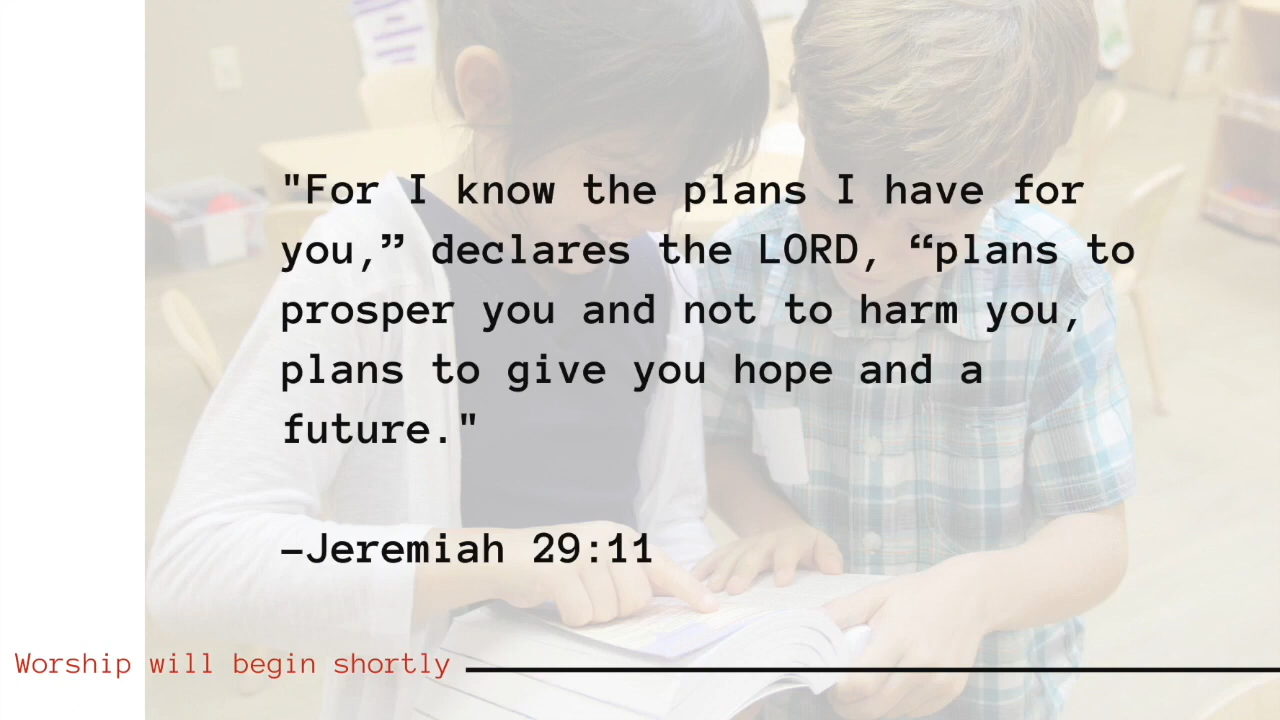 "For I know the plans I have for
you,” declares the LORD, “plans to
prosper you and not to harm you,
plans to give you hope and a
future."
–Jeremiah 29:11
Worship will begin shortly